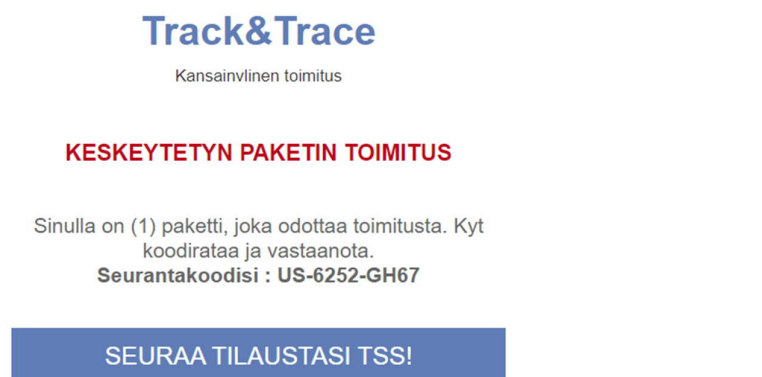 Track&Trace
Kansainvlinen toimitus
KESKEYTETYN PAKETIN TOIMITUS
Sinulla on (1) paketti, joka odottaa toimitusta. Kyt
koodirataa ja vastaanota.
Seurantakoodisi : US-6252-GH67
SEURAA TILAUSTASI TSS!